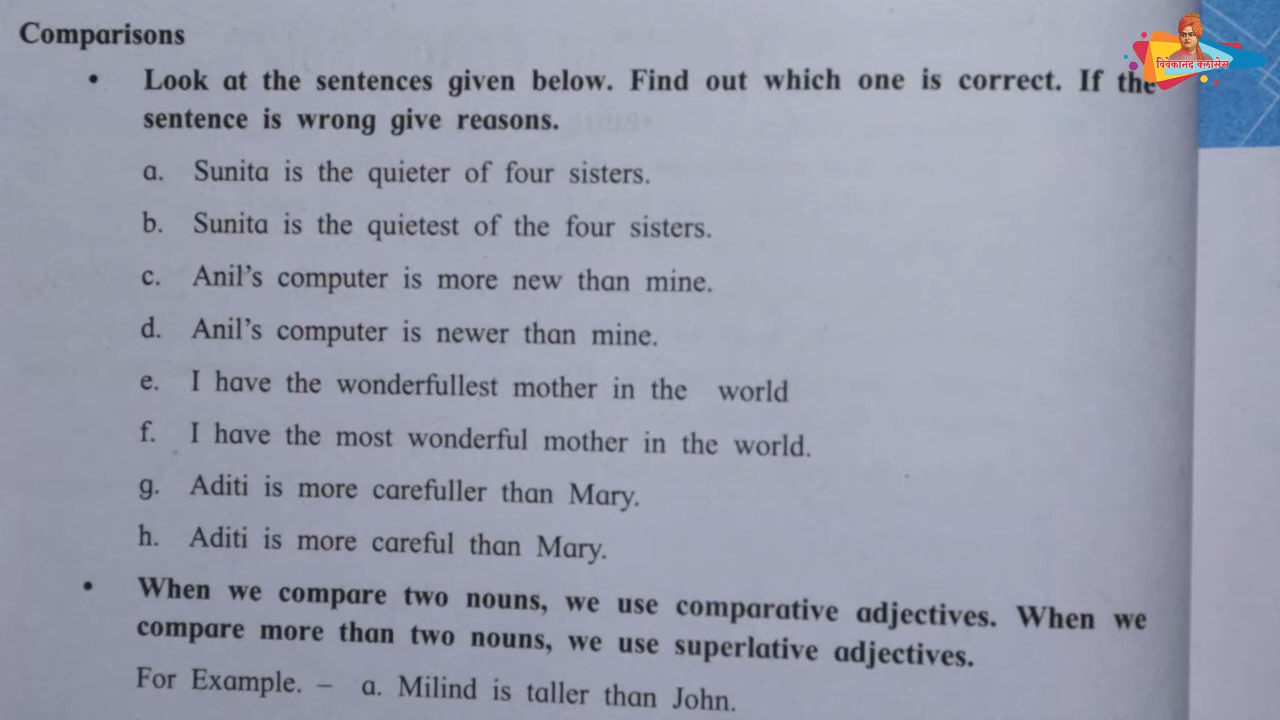 Comparisons
• Look at the sentences given below. Find out which one is correct. If the
sentence is wrong give reasons.
a. Sunita is the quieter of four sisters.
b. Sunita is the quietest of the four sisters.
c. Anil's computer is more new than mine.
d. Anil's computer is newer than mine.
e. I have the wonderfullest mother in the world
f. I have the most wonderful mother in the world.
g. Aditi is more carefuller than Mary.
h. Aditi is more careful than Mary.
• When we compare two nouns, we use comparative adjectives. When we
compare more than two nouns, we use superlative adjectives.
For Example. – a. Milind is taller than John.
विवेकानंद क्लासेस